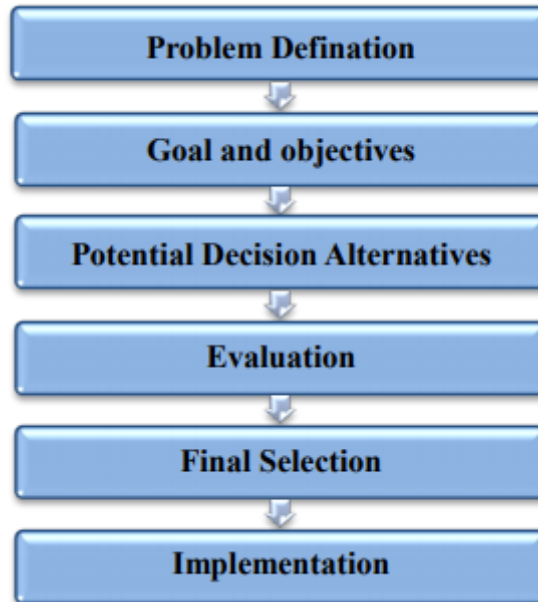 Problem Defination
Goal and objectives
Potential Decision Alternatives
Evaluation
Final Selection
Implementation